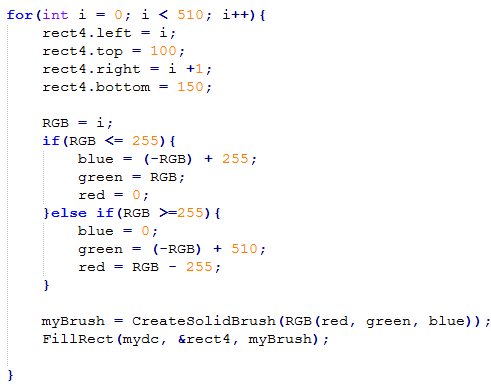 for(int i = 0; i < 510; i++){
    rect4.left = i;
    rect4.top = 100;
    rect4.right = i +1;
    rect4.bottom = 150;

    RGB = i;
    if(RGB <= 255){
        blue = (-RGB) + 255;
        green = RGB;
        red = 0;
    }else if(RGB >=255){
        blue = 0;
        green = (-RGB) + 510;
        red = RGB - 255;
    }

    myBrush = CreateSolidBrush(RGB(red, green, blue));
    FillRect(mydc, &rect4, myBrush);

}